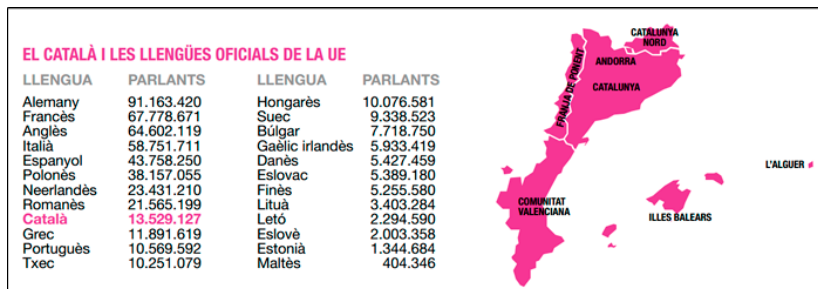 EL CATALÀ I LES LLENGÜES OFICIALS DE LA UE
LLENGUA PARLANTS LLENGUA PARLANTS
Alemany 91.163.420 Hongarès 10.076.581
Francès 67.778.671 Suec 9.338.523
Anglès 64.602.119 Búlgar 7.718.750
Italià 58.751.711 Gaèlic irlandès 5.933.419
Espanyol 43.758.250 Danès 5.427.459
Polonès 38.157.055 Eslovac 5.389.180
Neerlandès 23.431.210 Finès 5.255.580
Romanès 21.565.199 Lituà 3.403.284
Català 13.529.127 Letó 2.294.590
Grec 11.891.619 Eslovè 2.003.358
Portuguès 10.569.592 Estonià 1.344.684
Txec 10.251.079 Maltès 404.346
CATALUNYA
NORD
ANDORRA
FRANJA DE PONENT
CATALUNYA
L'ALGUER
COMUNITAT
VALENCIANA
ILLES BALEARS